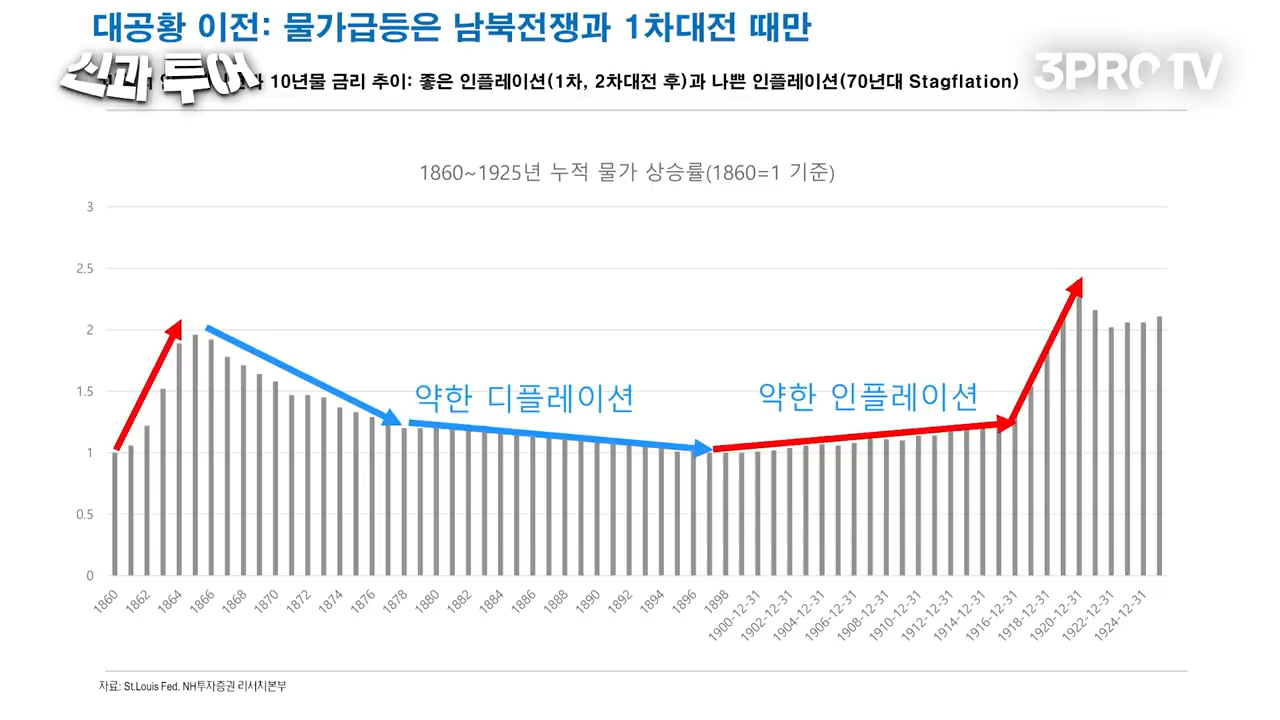 대공황 이전: 물가급등은 남북전쟁과 1차대전 때만
신과 투어
3PROTV
10년물 금리 추이: 좋은 인플레이션(1차, 2차대전 후)과 나쁜 인플레이션(70년대 Stagflation)
1860~1925년 누적 물가 상승률(1860=1 기준)
3
2.5
2
1.5
1
0.5
0
약한 디플레이션
약한 인플레이션
1860 1862 1864 1866 1868 1870 1872 1874 1876 1878 1880 1882 1884 1886 1888 1890 1892 1894 1896 1898 1900-12-31 1902-12-31 1904-12-31 1906-12-31 1908-12-31 1910-12-31 1912-12-31 1914-12-31 1916-12-31 1918-12-31 1920-12-31 1922-12-31 1924-12-31
자료: St.Louis Fed. NH투자증권 리서치본부